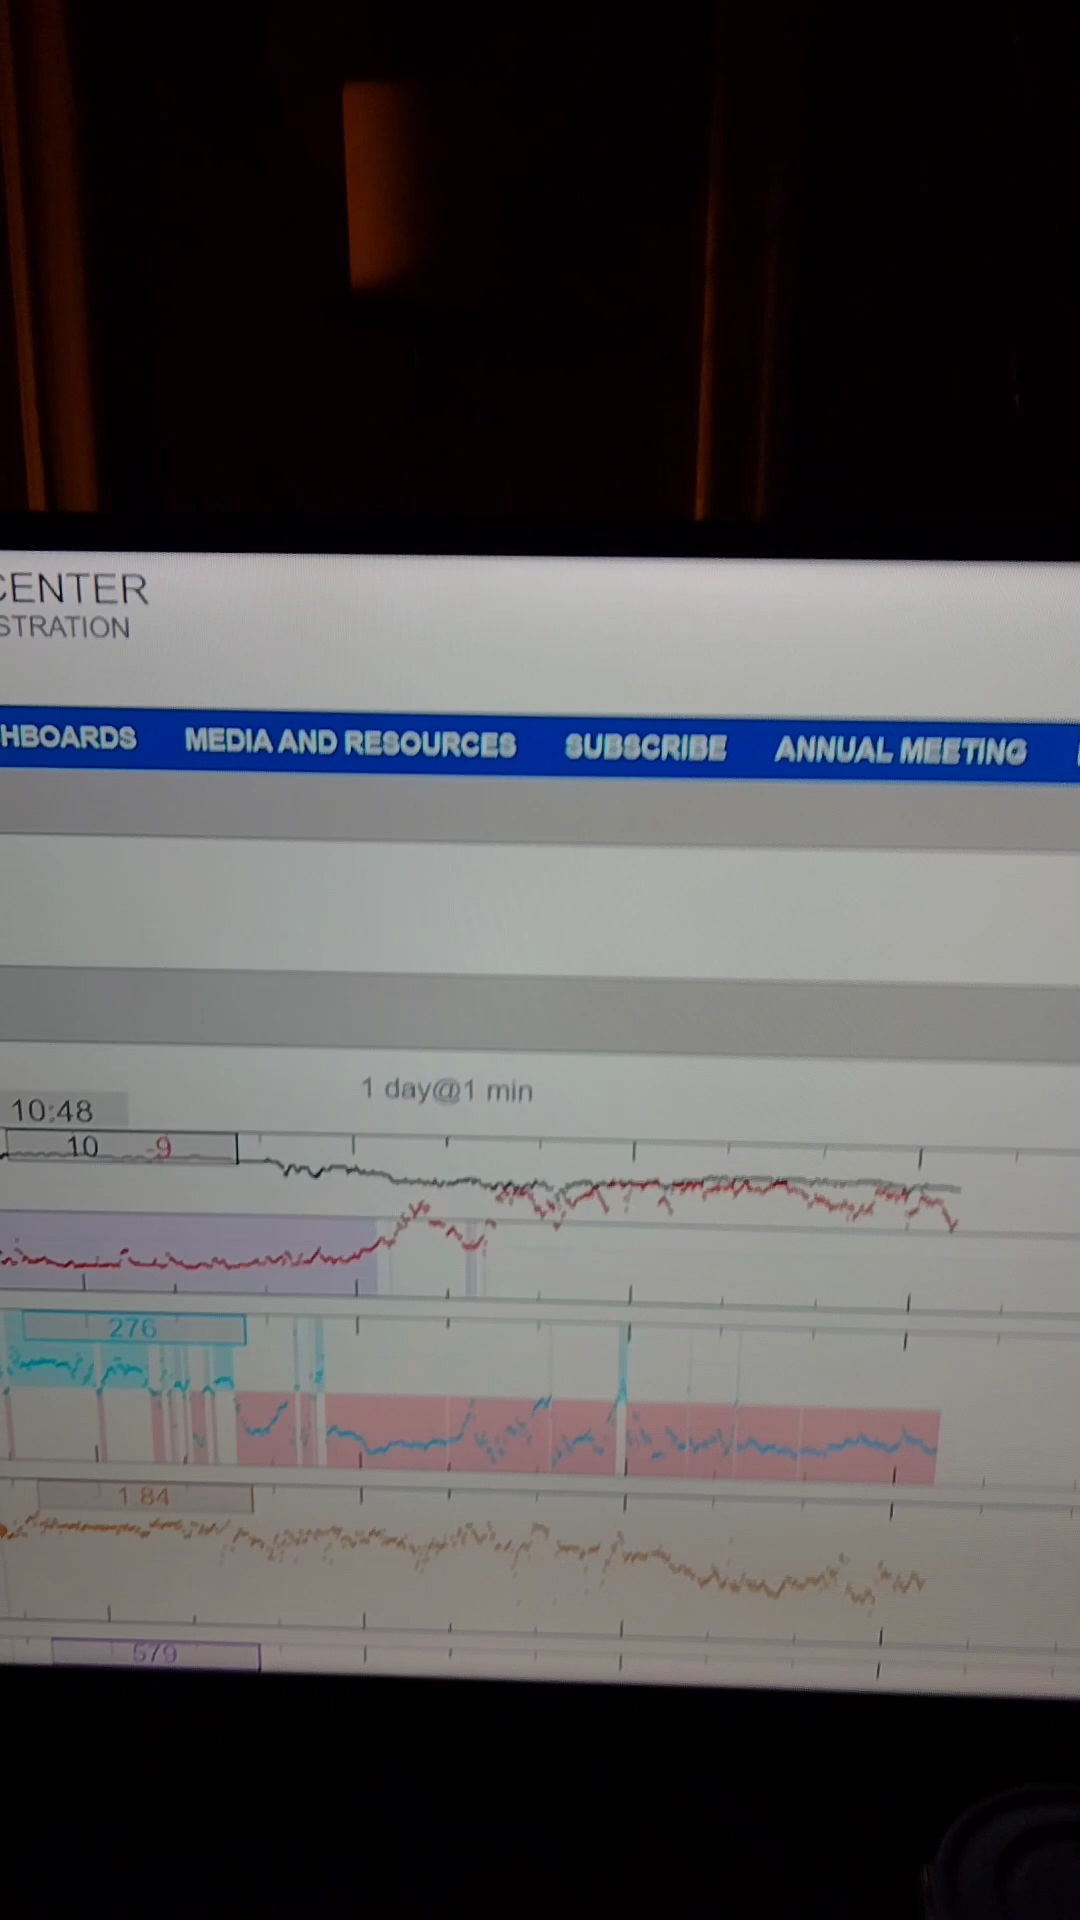 CENTER
STRATION
HBOARDS MEDIA AND RESOURCES SUBSCRIBE ANNUAL MEETING
1 day@1 min
10:48
10 -9
276
1.84
579